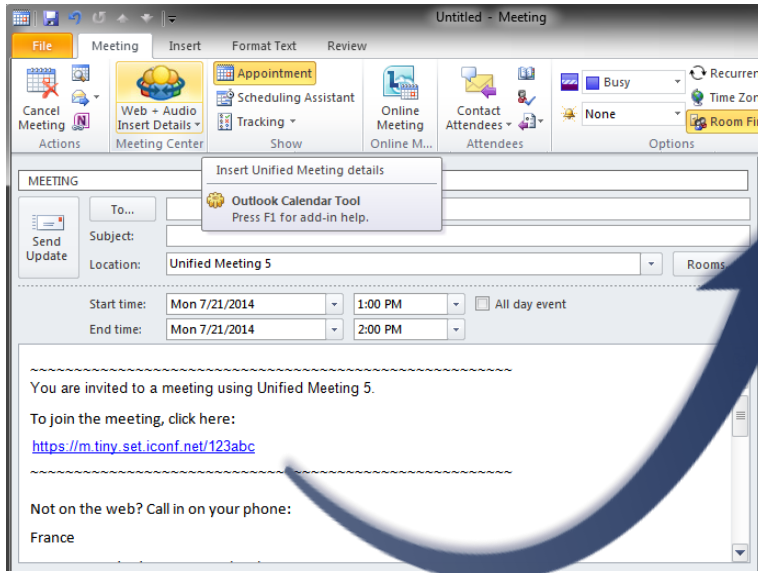 Untitled - Meeting
File Meeting Insert Format Text Review
Cancel Meeting
Web + Audio Insert Details
Appointment
Scheduling Assistant
Tracking
Online Meeting
Contact Attendees
Busy
None
Time
Room
Actions Meeting Center Show Online M... Attendees Options
Insert Unified Meeting details
Outlook Calendar Tool
Press F1 for add-in help.
MEETING
Send Update
To...
Subject:
Location: Unified Meeting 5 Rooms
Start time: Mon 7/21/2014 1:00 PM All day event
End time: Mon 7/21/2014 2:00 PM
~~~~~~~~~~~~~~~~~~~~~~~~~~~~~~~~~~~~~~~~~~~~~~~~~~~~~~
You are invited to a meeting using Unified Meeting 5.
To join the meeting, click here:
https://m.tiny.set.iconf.net/123abc
~~~~~~~~~~~~~~~~~~~~~~~~~~~~~~~~~~~~~~~~~~~~~~~~~~~~~~
Not on the web? Call in on your phone:
France